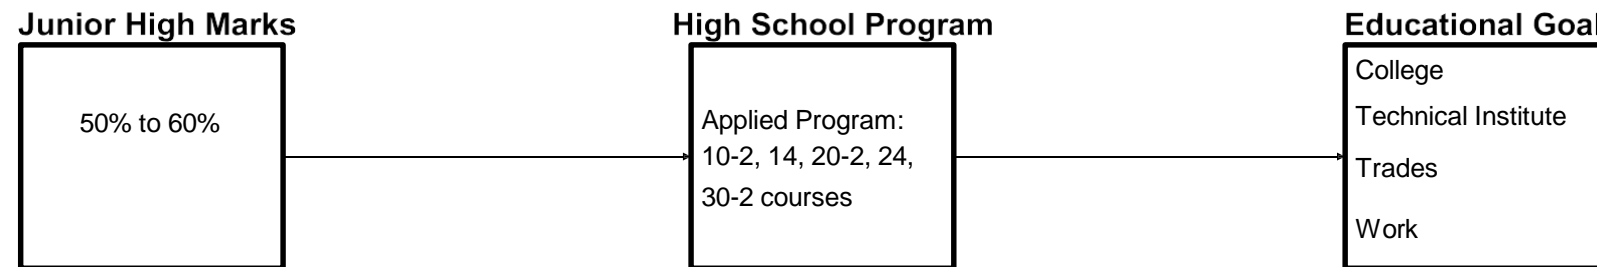 Junior High Marks
High School Program
Educational Goal
50% to 60%
Applied Program:
10-2, 14, 20-2, 24,
30-2 courses
College
Technical Institute
Trades
Work